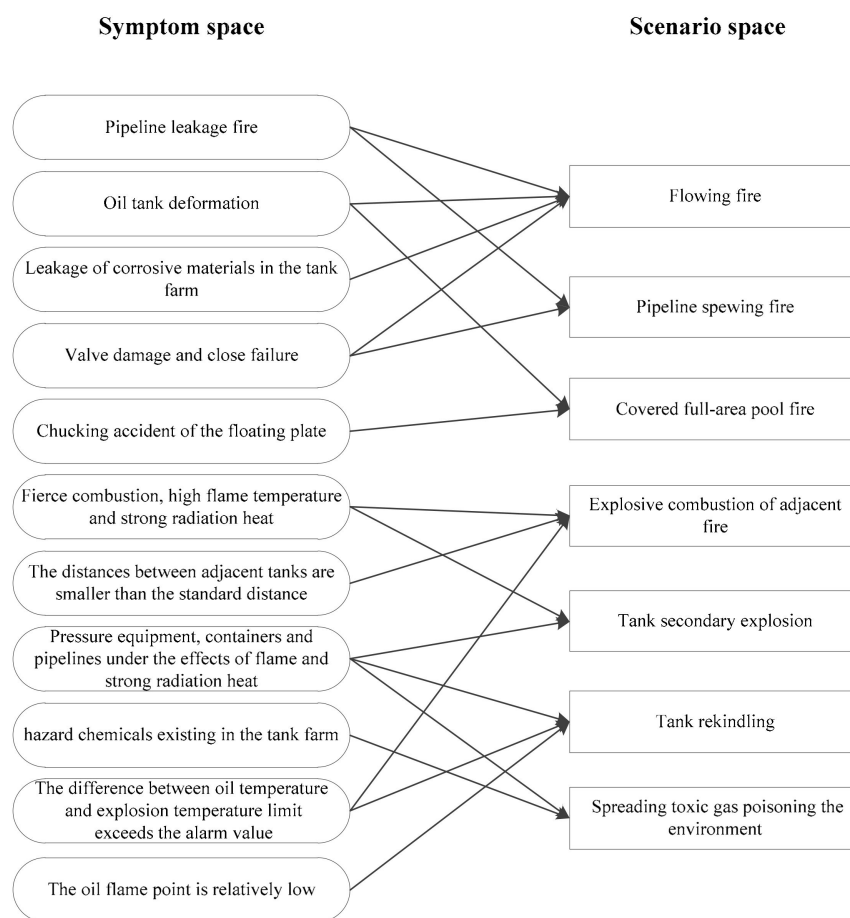 Symptom space
Scenario space
Pipeline leakage fire
Oil tank deformation
Leakage of corrosive materials in the tank
farm
Valve damage and close failure
Chucking accident of the floating plate
Fierce combustion, high flame temperature
and strong radiation heat
The distances between adjacent tanks are
smaller than the standard distance
Pressure equipment, containers and
pipelines under the effects of flame and
strong radiation heat
hazard chemicals existing in the tank farm
The difference between oil temperature
and explosion temperature limit
exceeds the alarm value
The oil flame point is relatively low
Flowing fire
Pipeline spewing fire
Covered full-area pool fire
Explosive combustion of adjacent
fire
Tank secondary explosion
Tank rekindling
Spreading toxic gas poisoning the
environment